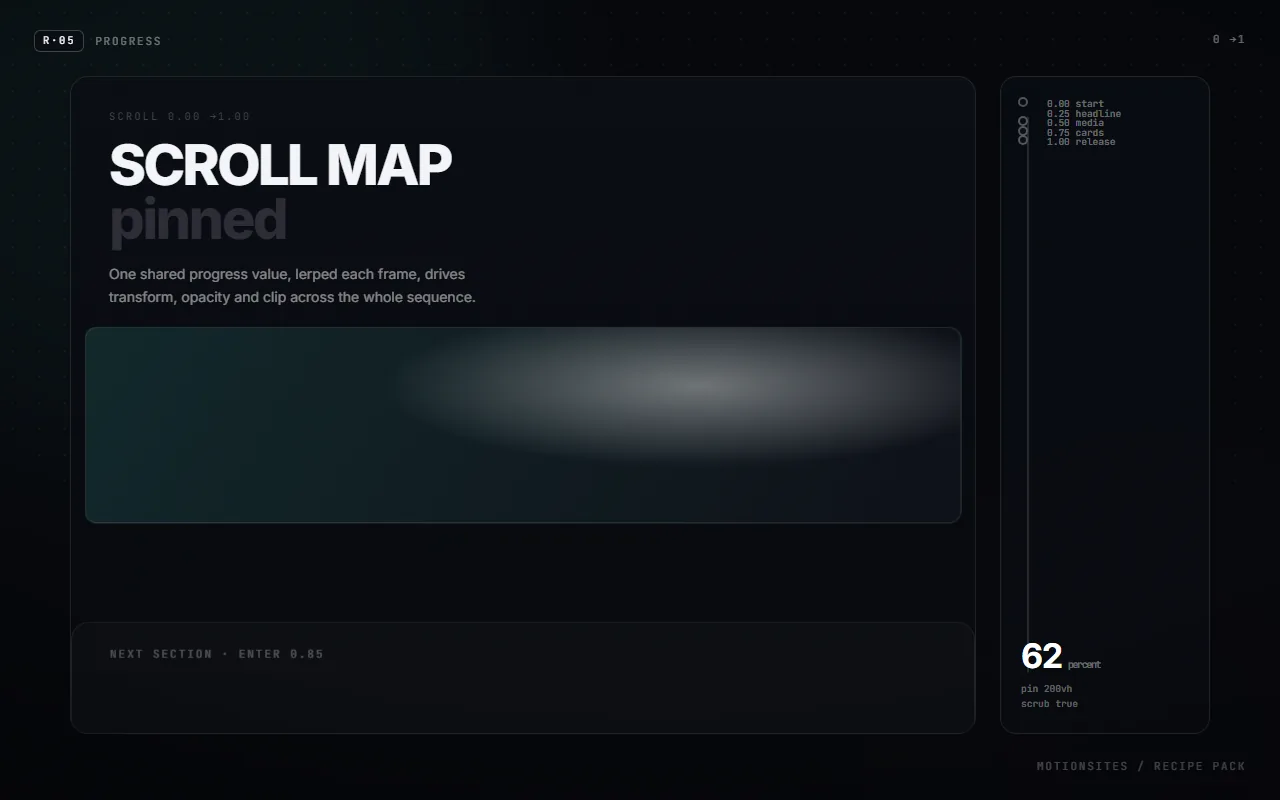 R·05 PROGRESS
0 →1
SCROLL 0.00 →1.00
SCROLL MAP
pinned
One shared progress value, lerped each frame, drives
transform, opacity and clip across the whole sequence.
NEXT SECTION · ENTER 0.85
0.00 start
0.25 headline
0.50 media
0.75 cards
1.00 release
62 percent
pin 200vh
scrub true
MOTIONSITES / RECIPE PACK